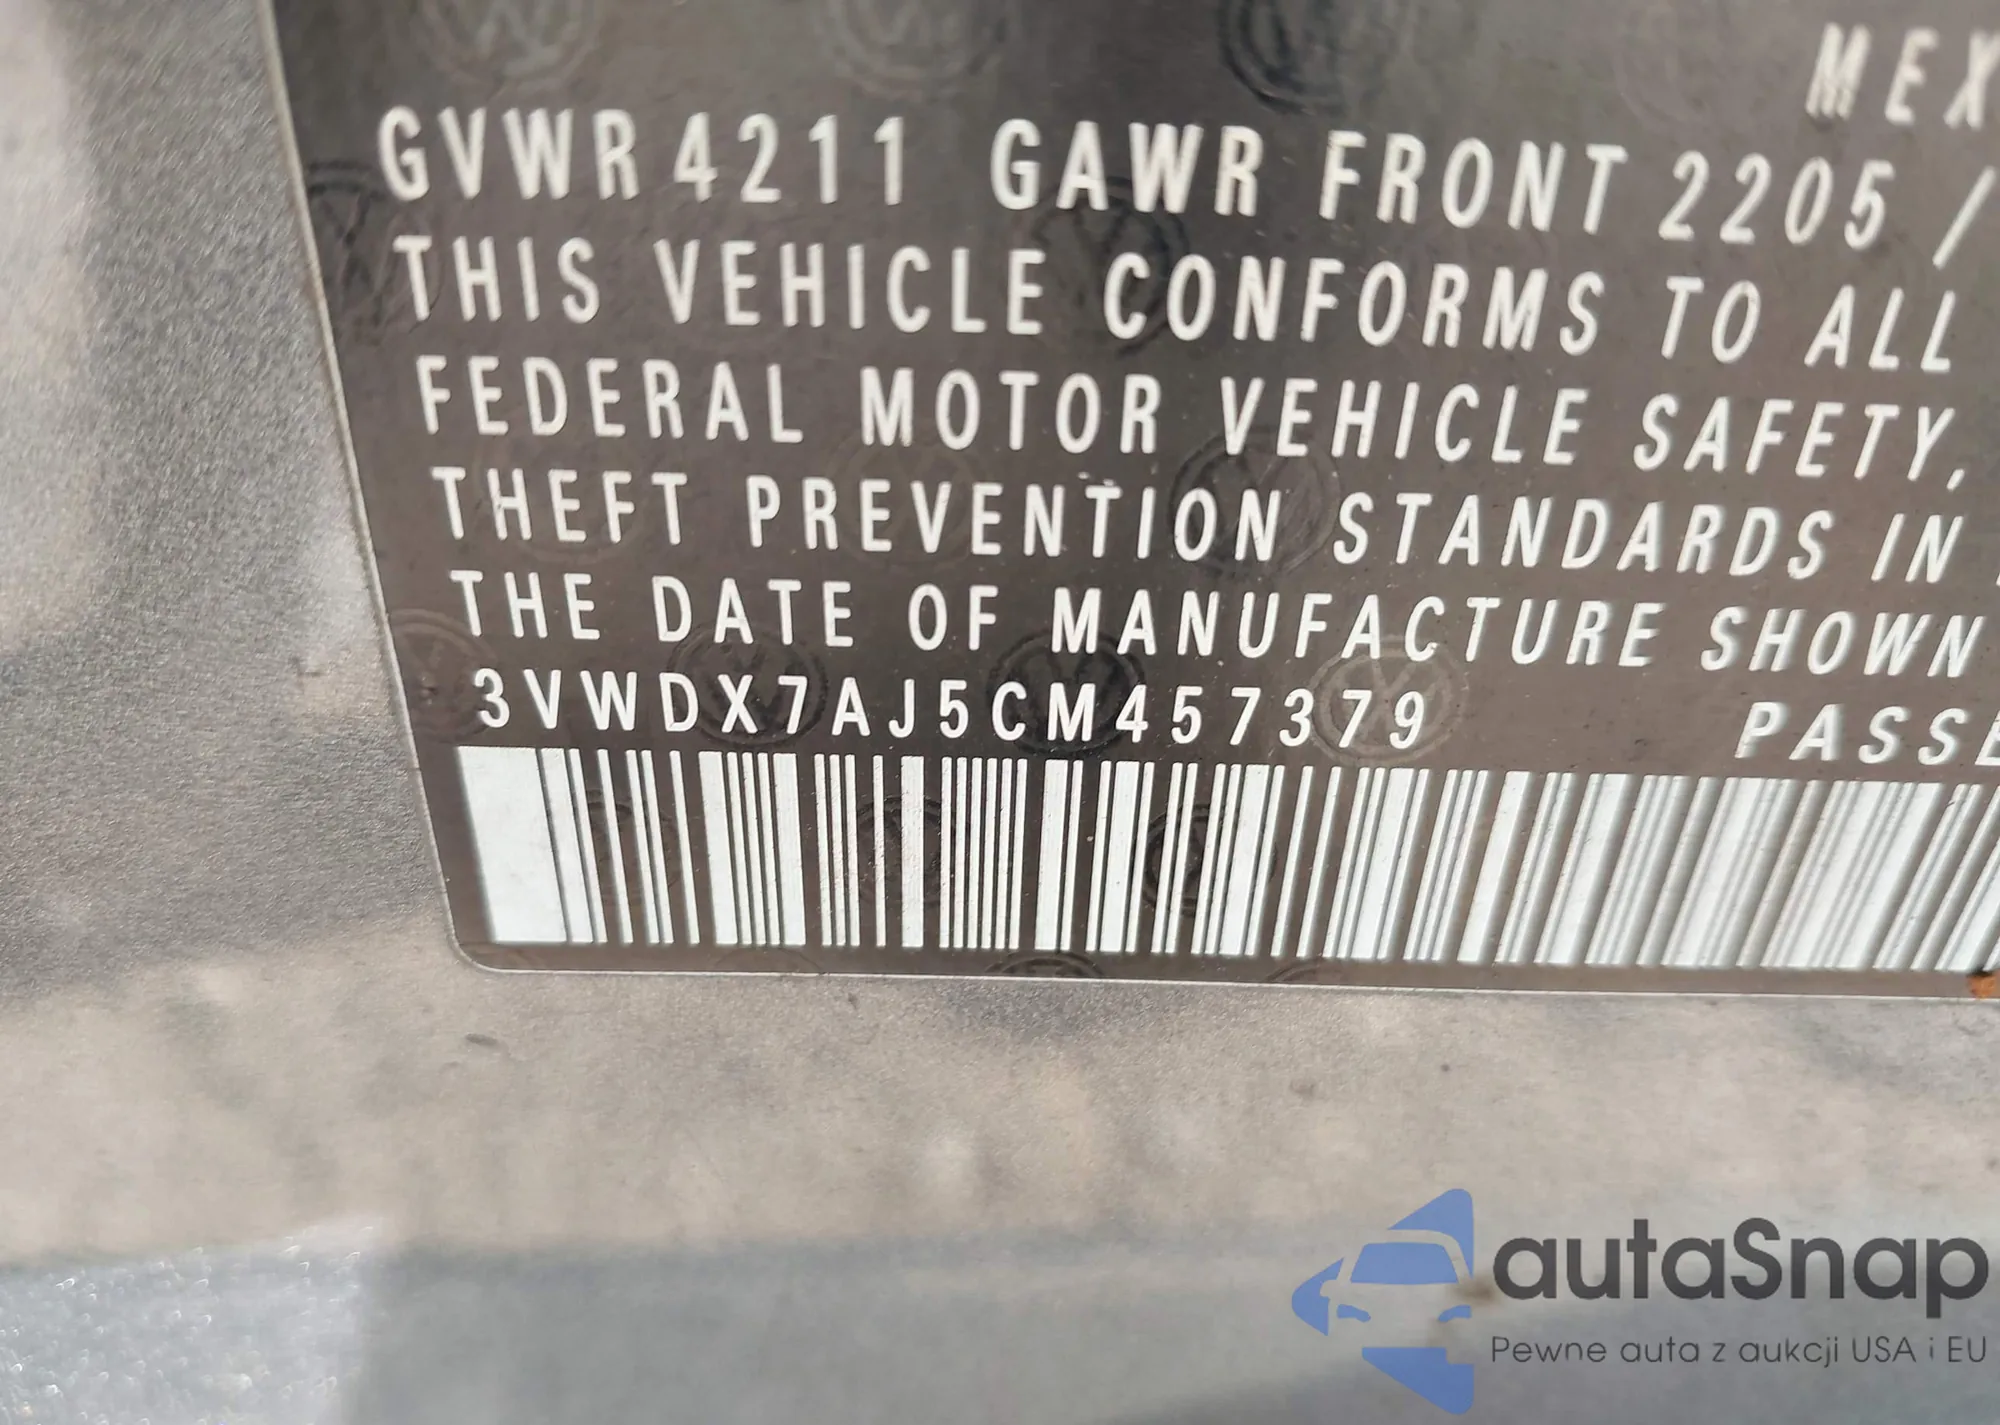 MEX
GVWR 4211 GAWR FRONT 2205 /
THIS VEHICLE CONFORMS TO ALL
FEDERAL MOTOR VEHICLE SAFETY,
THEFT PREVENTION STANDARDS IN
THE DATE OF MANUFACTURE SHOWN
3VWDX7AJ5CM457379 PASSE
autaSnap
Pewne auta z aukcji USA i EU